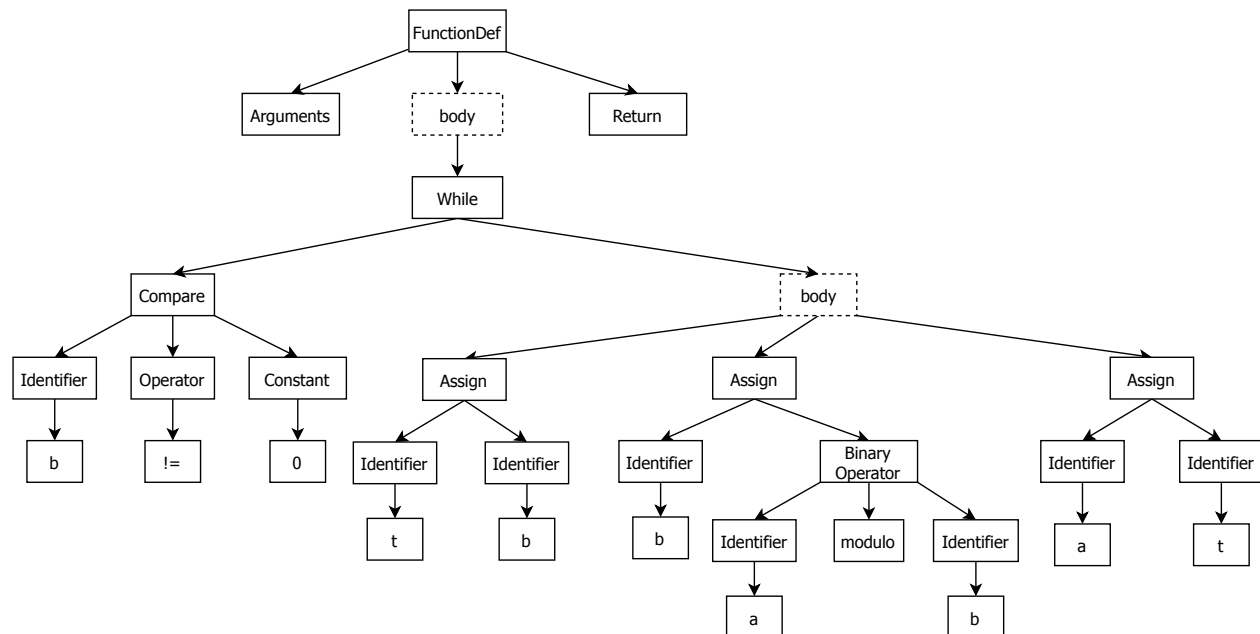 FunctionDef
Arguments
body
Return
While
Compare
body
Identifier
Operator
Constant
Assign
Assign
Assign
b
!=
0
Identifier
Identifier
Identifier
Binary
Operator
Identifier
Identifier
t
b
b
Identifier
modulo
Identifier
a
t
a
b